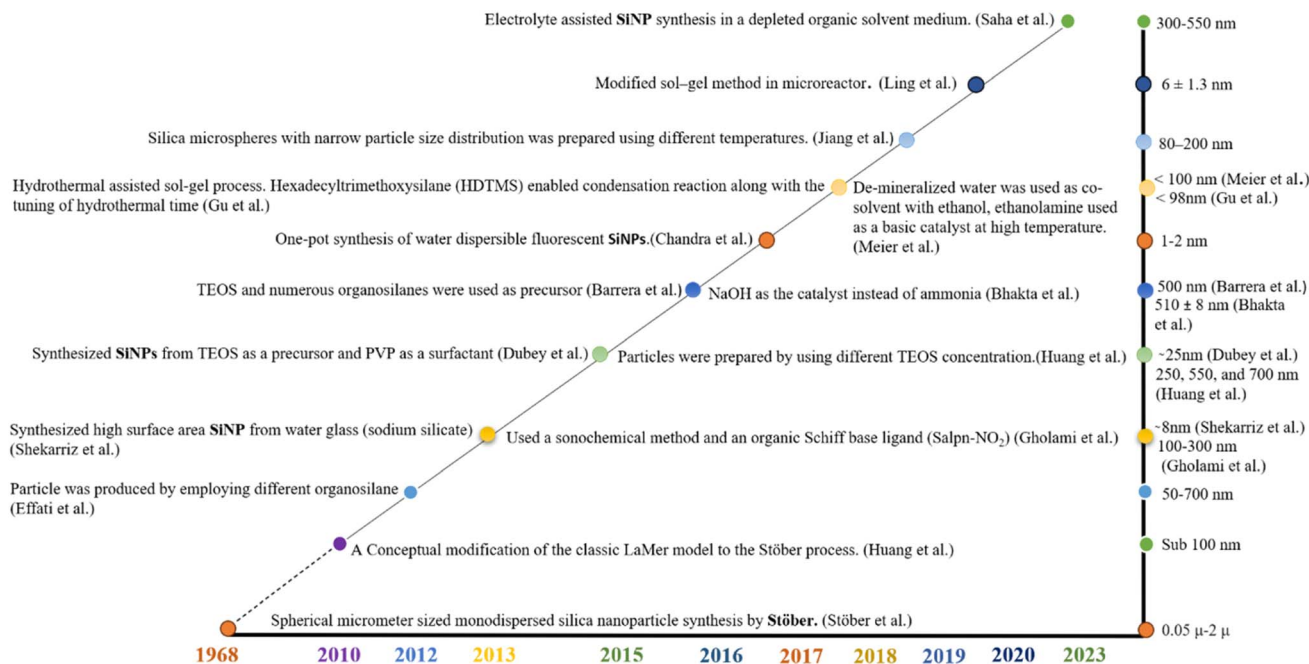 Electrolyte assisted SiNP synthesis in a depleted organic solvent medium. (Saha et al.)
300-550 nm
Modified sol–gel method in microreactor. (Ling et al.)
6 ± 1.3 nm
Silica microspheres with narrow particle size distribution was prepared using different temperatures. (Jiang et al.)
80–200 nm
Hydrothermal assisted sol-gel process. Hexadecyltrimethoxysilane (HDTMS) enabled condensation reaction along with the
tuning of hydrothermal time (Gu et al.)
De-mineralized water was used as co-
solvent with ethanol, ethanolamine used
as a basic catalyst at high temperature.
(Meier et al.)
< 100 nm (Meier et al.)
< 98nm (Gu et al.)
One-pot synthesis of water dispersible fluorescent SiNPs.(Chandra et al.)
1-2 nm
TEOS and numerous organosilanes were used as precursor (Barrera et al.)
NaOH as the catalyst instead of ammonia (Bhakta et al.)
500 nm (Barrera et al.)
510 ± 8 nm (Bhakta
et al.)
Synthesized SiNPs from TEOS as a precursor and PVP as a surfactant (Dubey et al.)
Particles were prepared by using different TEOS concentration.(Huang et al.)
~25nm (Dubey et al.)
250, 550, and 700 nm
(Huang et al.)
Synthesized high surface area SiNP from water glass (sodium silicate)
(Shekarriz et al.)
Used a sonochemical method and an organic Schiff base ligand (Salpn-NO₂) (Gholami et al.)
~8nm (Shekarriz et al.)
100-300 nm
(Gholami et al.)
Particle was produced by employing different organosilane
(Effati et al.)
50-700 nm
A Conceptual modification of the classic LaMer model to the Stöber process. (Huang et al.)
Sub 100 nm
Spherical micrometer sized monodispersed silica nanoparticle synthesis by Stöber. (Stöber et al.)
0.05 μ-2 μ
1968 2010 2012 2013 2015 2016 2017 2018 2019 2020 2023